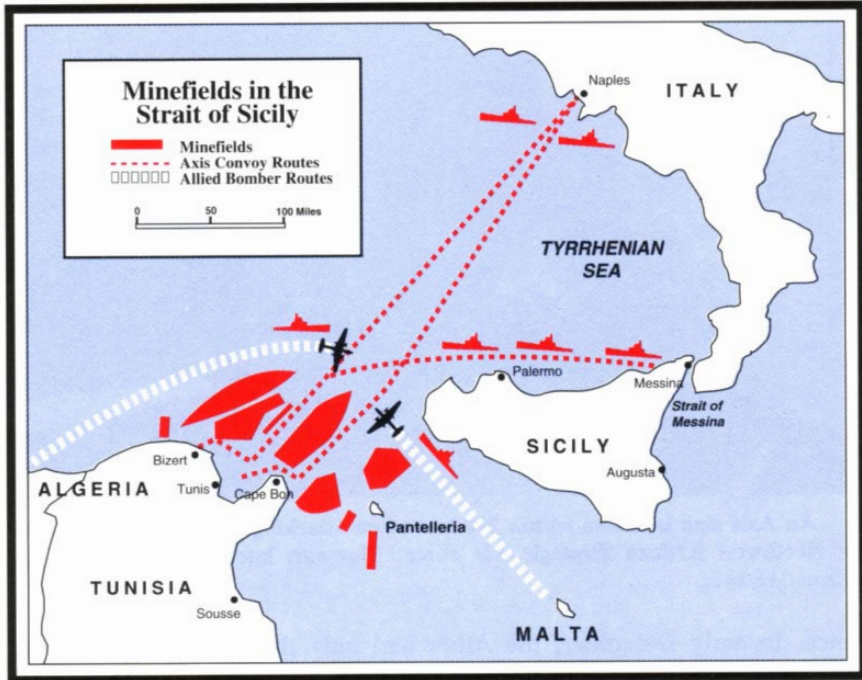 Minefields in the
Strait of Sicily
Minefields
Axis Convoy Routes
Allied Bomber Routes
0 50 100 Miles
Naples
ITALY
TYRRHENIAN
SEA
Palermo
Messina
Strait of
Messina
SICILY
Augusta
Bizert
ALGERIA
Tunis
Cape Bon
Pantelleria
TUNISIA
Sousse
MALTA